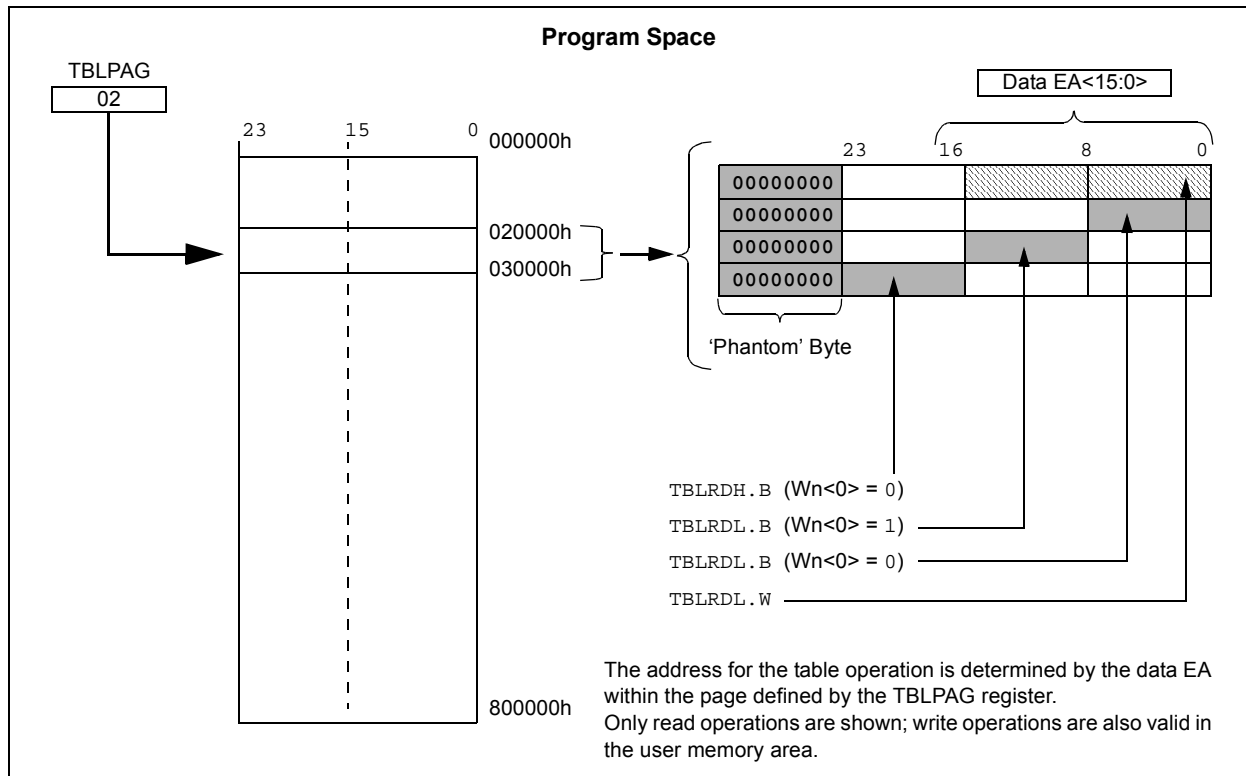 Program Space
TBLPAG
02
Data EA<15:0>
23 15 0
000000h
23 16 8 0
00000000
00000000
00000000
00000000
020000h
030000h
‘Phantom’ Byte
TBLRDH.B (Wn<0> = 0)
TBLRDL.B (Wn<0> = 1)
TBLRDL.B (Wn<0> = 0)
TBLRDL.W
800000h
The address for the table operation is determined by the data EA
within the page defined by the TBLPAG register.
Only read operations are shown; write operations are also valid in
the user memory area.